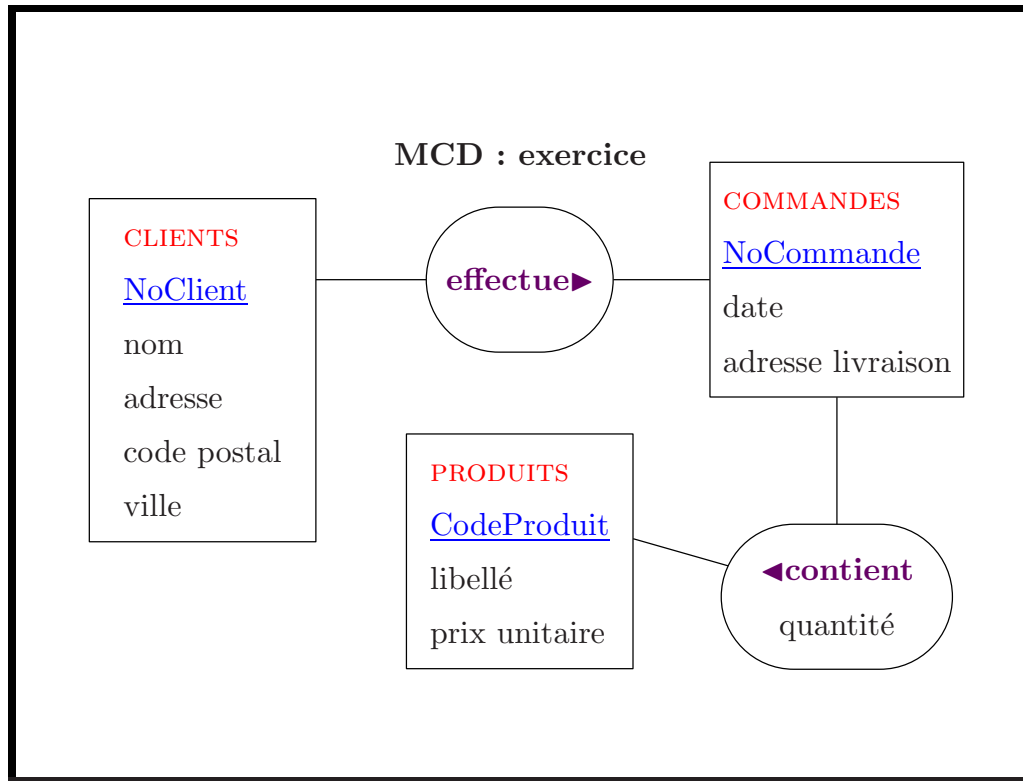 MCD : exercice
CLIENTS
NoClient
nom
adresse
code postal
ville
effectue▶
COMMANDES
NoCommande
date
adresse livraison
PRODUITS
CodeProduit
libellé
prix unitaire
◀contient
quantité